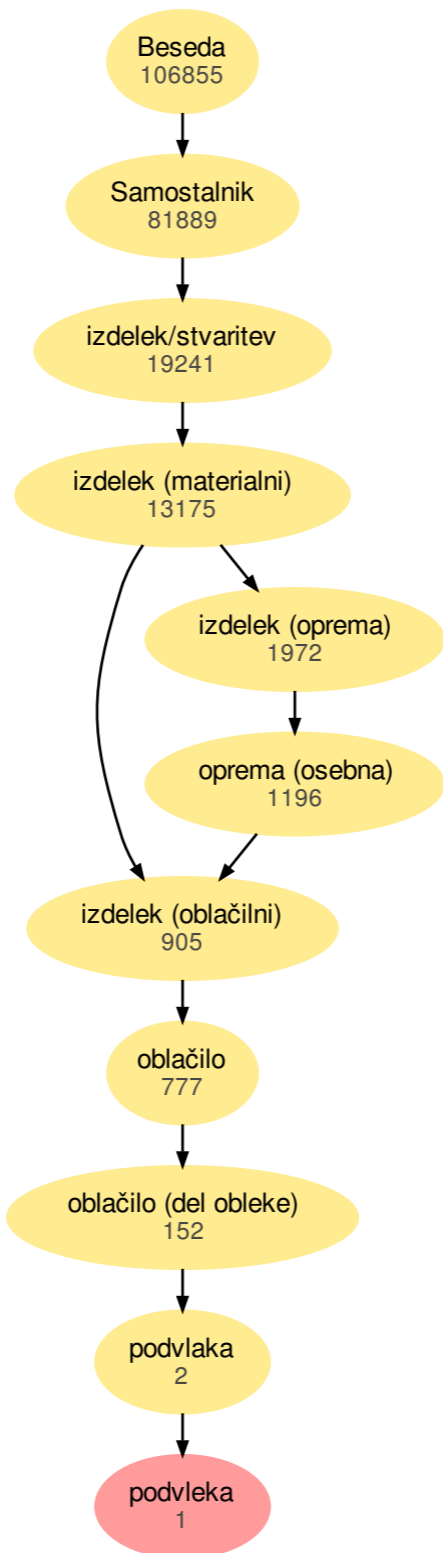 Beseda
106855
Samostalnik
81889
izdelek/stvaritev
19241
izdelek (materialni)
13175
izdelek (oprema)
1972
oprema (osebna)
1196
izdelek (oblačilni)
905
oblačilo
777
oblačilo (del obleke)
152
podvlaka
2
podvleka
1